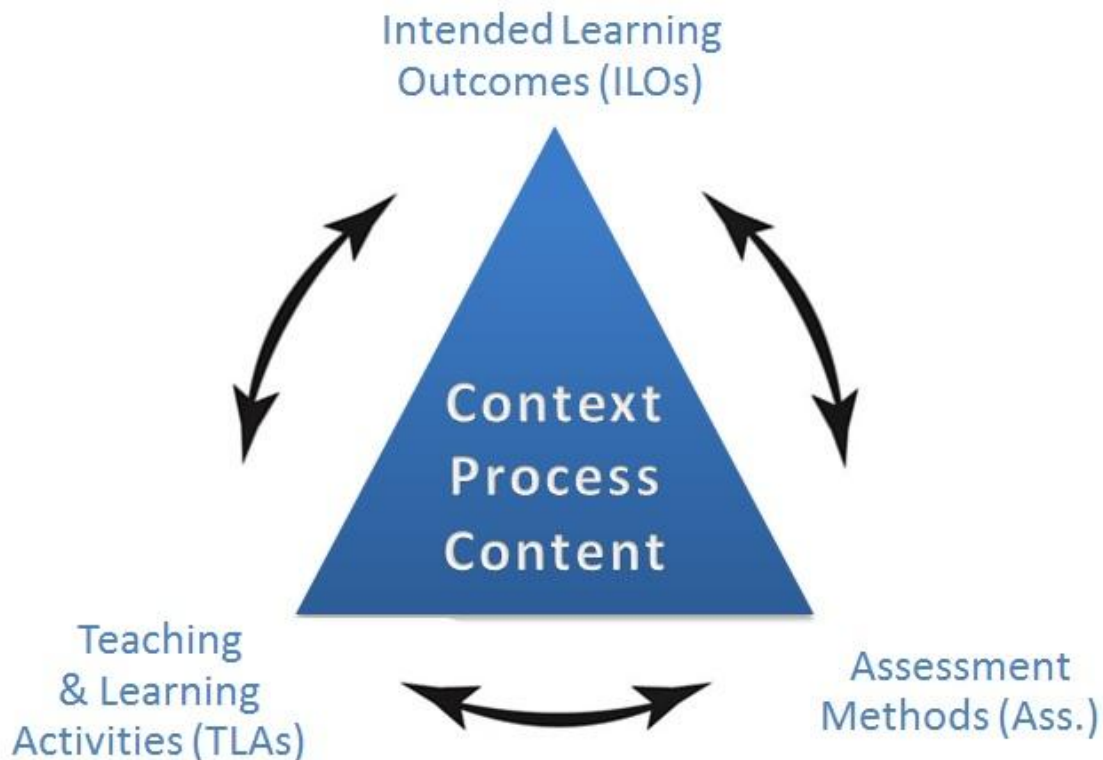 Intended Learning
Outcomes (ILOs)
Context
Process
Content
Teaching
& Learning
Activities (TLAs)
Assessment
Methods (Ass.)